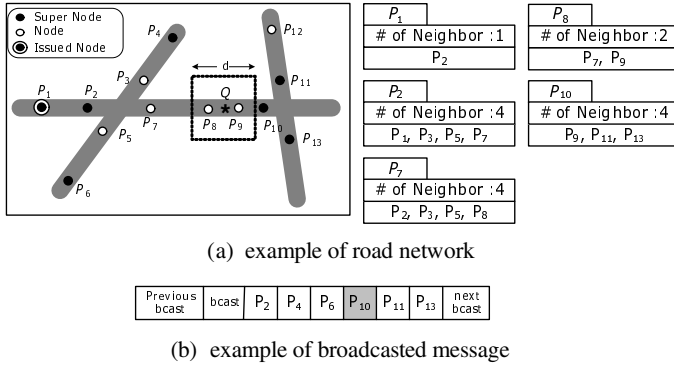 Super Node
Node
Issued Node
P1
P2
P3
P4
P5
P6
P7
d
Q
P8
P9
P10
P11
P12
P13
P1
# of Neighbor :1
P2
P8
# of Neighbor :2
P7, P9
P2
# of Neighbor :4
P1, P3, P5, P7
P10
# of Neighbor :4
P9, P11, P13
P7
# of Neighbor :4
P2, P3, P5, P8
(a) example of road network
Previous bcast
bcast
P2
P4
P6
P10
P11
P13
next bcast
(b) example of broadcasted message